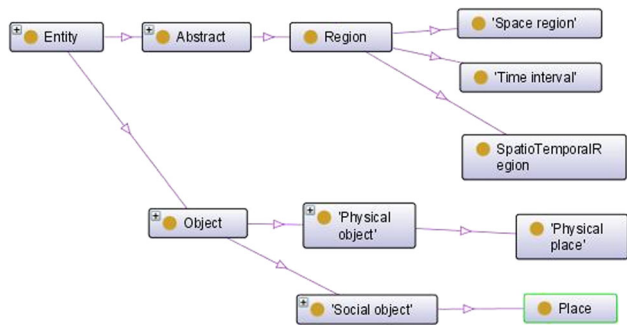 'Space region'
Entity
Abstract
Region
'Time interval'
SpatioTemporalR
egion
Object
'Physical
object'
'Physical
place'
'Social object'
Place